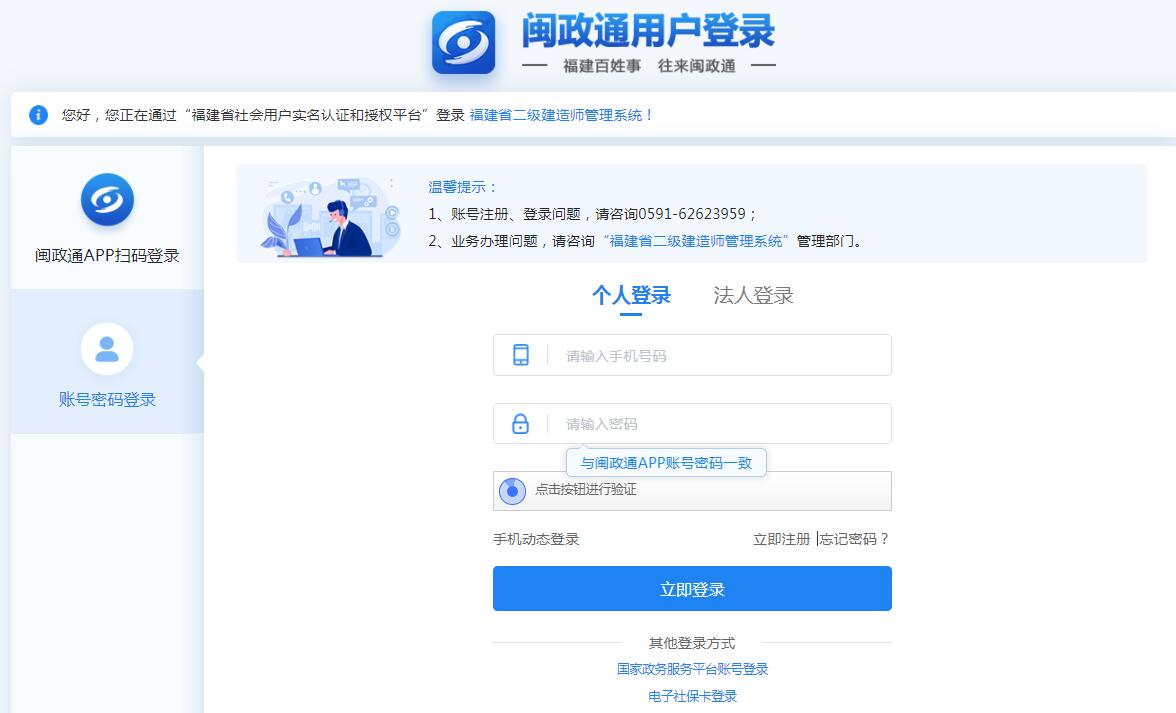 闽政通用户登录
福建百姓事 往来闽政通
您好，您正在通过“福建省社会用户实名认证和授权平台”登录 福建省二级建造师管理系统！
闽政通APP扫码登录
账号密码登录
温馨提示：
1、账号注册、登录问题，请咨询0591-62623959；
2、业务办理问题，请咨询“福建省二级建造师管理系统”管理部门。
个人登录 法人登录
请输入手机号码
请输入密码
与闽政通APP账号密码一致
点击按钮进行验证
手机动态登录 立即注册 |忘记密码？
立即登录
其他登录方式
国家政务服务平台账号登录
电子社保卡登录